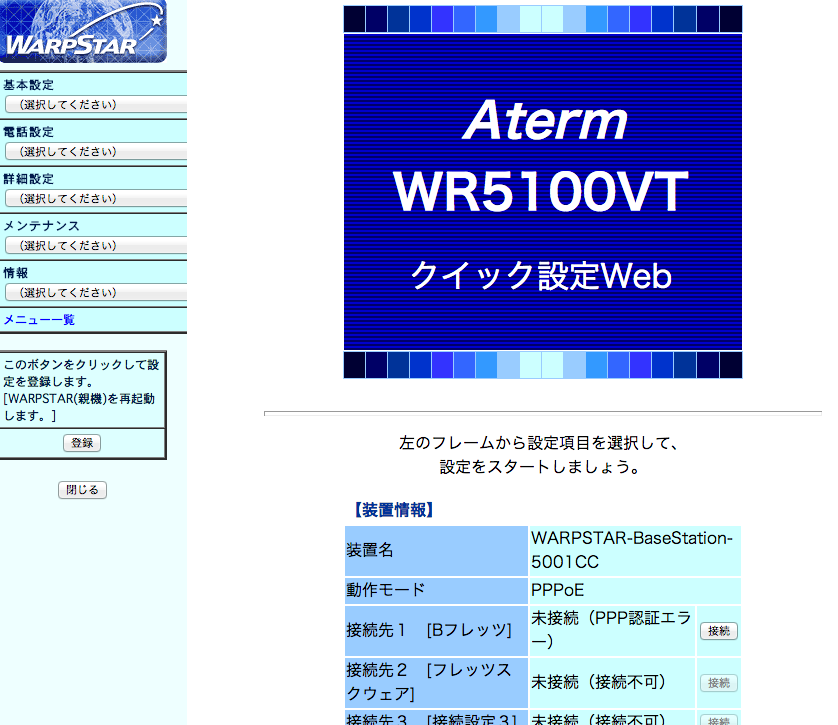 WARPSTAR
基本設定
（選択してください）
電話設定
（選択してください）
詳細設定
（選択してください）
メンテナンス
（選択してください）
情報
（選択してください）
メニュー一覧
このボタンをクリックして設
定を登録します。
[WARPSTAR(親機)を再起動
します。]
登録
閉じる
Aterm
WR5100VT
クイック設定Web
左のフレームから設定項目を選択して、
設定をスタートしましょう。
【装置情報】
装置名
WARPSTAR-BaseStation-
5001CC
動作モード
PPPoE
接続先１　[Bフレッツ]
未接続（PPP認証エラ
ー）
接続
接続先２　[フレッツス
クウェア]
未接続（接続不可）
接続
接続先３　[接続設定３]
未接続（接続不可）
接続